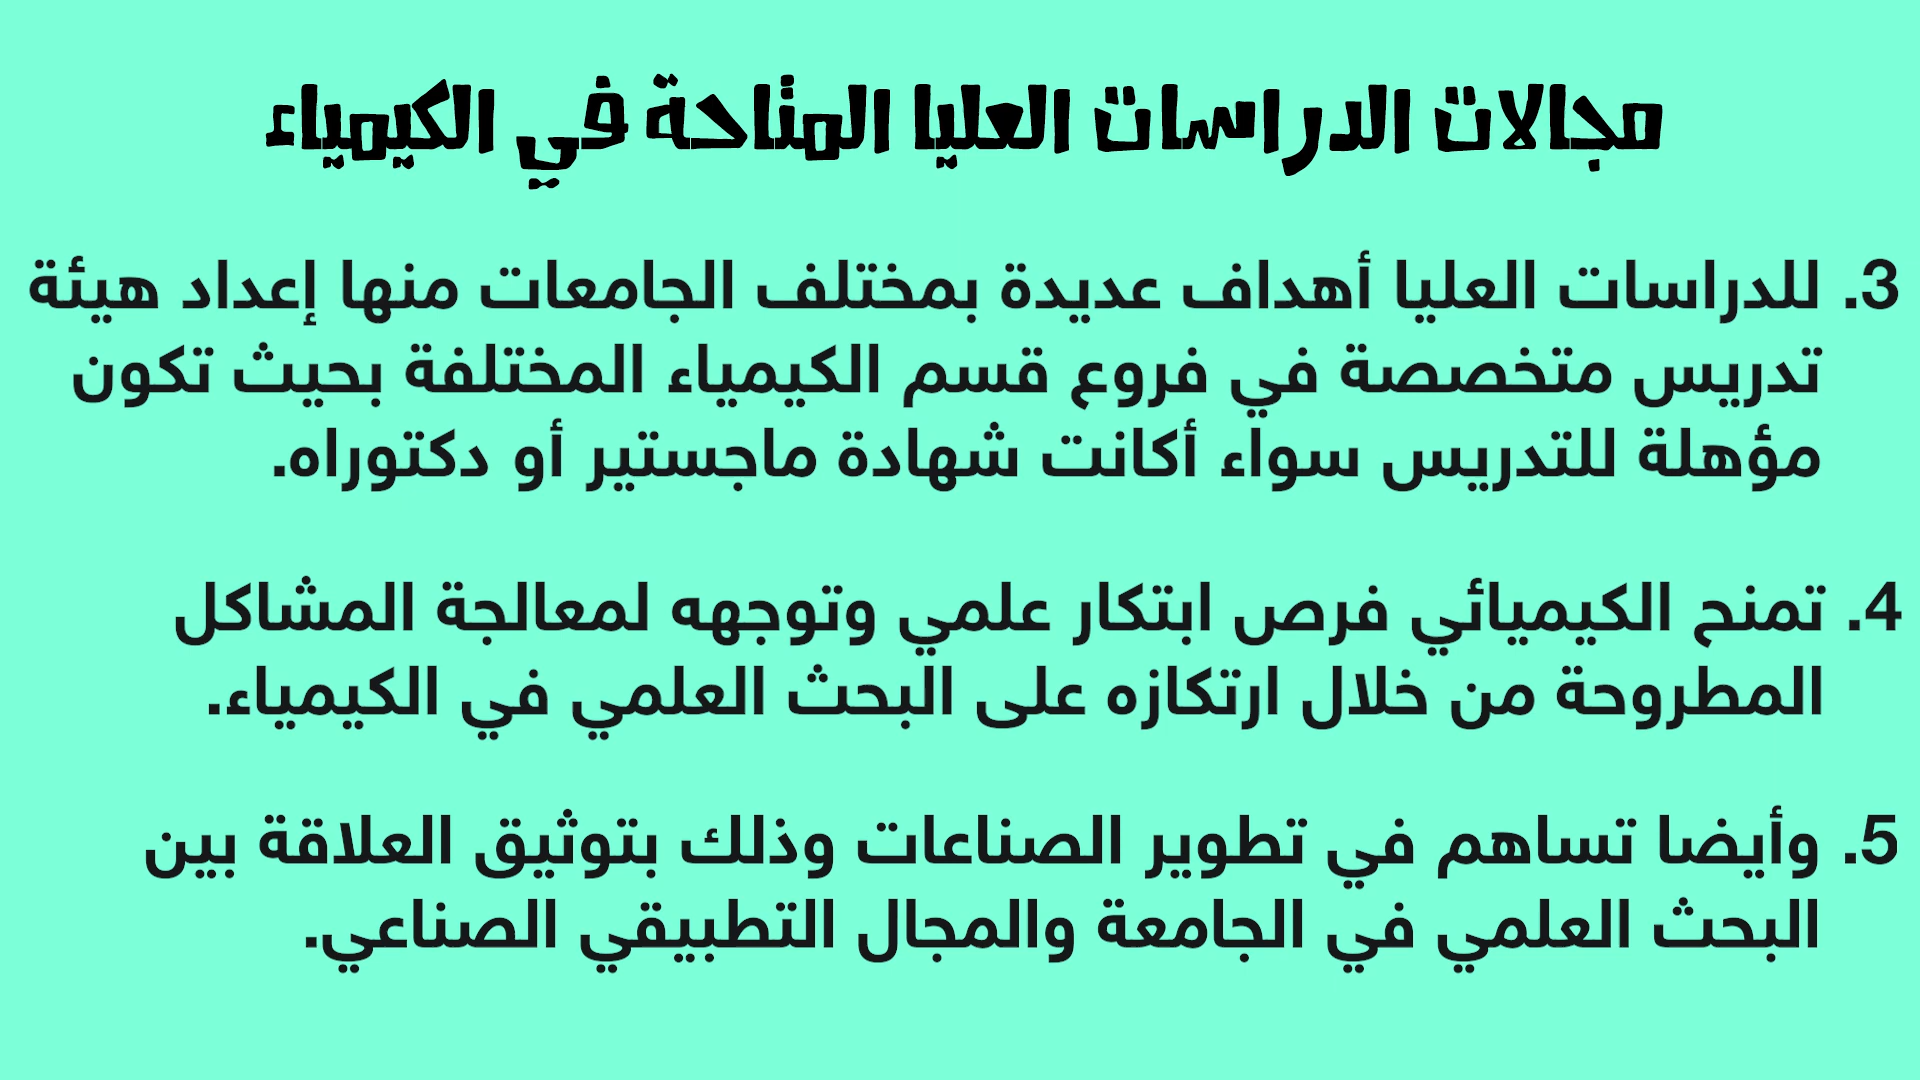 مجالات الدراسات العليا المتاحة في الكيمياء
3. للدراسات العليا أهداف عديدة بمختلف الجامعات منها إعداد هيئة
تدريس متخصصة في فروع قسم الكيمياء المختلفة بحيث تكون
مؤهلة للتدريس سواء أكانت شهادة ماجستير أو دكتوراه.
4. تمنح الكيميائي فرص ابتكار علمي وتوجهه لمعالجة المشاكل
المطروحة من خلال ارتكازه على البحث العلمي في الكيمياء.
5. وأيضا تساهم في تطوير الصناعات وذلك بتوثيق العلاقة بين
البحث العلمي في الجامعة والمجال التطبيقي الصناعي.